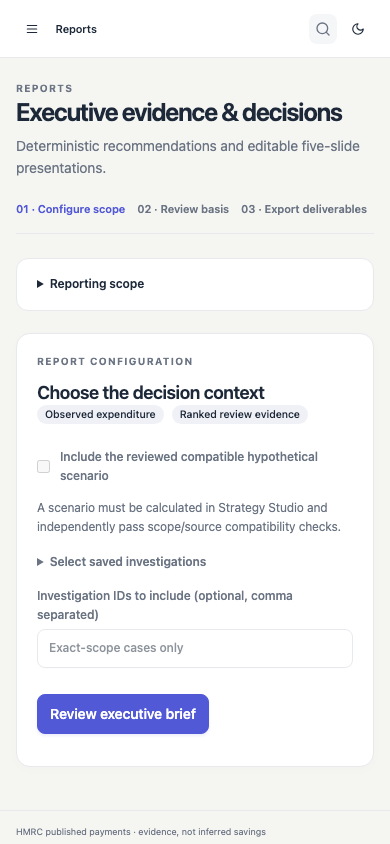 Reports
REPORTS
Executive evidence & decisions
Deterministic recommendations and editable five-slide
presentations.
01 · Configure scope 02 · Review basis 03 · Export deliverables
Reporting scope
REPORT CONFIGURATION
Choose the decision context
Observed expenditure Ranked review evidence
Include the reviewed compatible hypothetical
scenario
A scenario must be calculated in Strategy Studio and
independently pass scope/source compatibility checks.
Select saved investigations
Investigation IDs to include (optional, comma
separated)
Exact-scope cases only
Review executive brief
HMRC published payments · evidence, not inferred savings